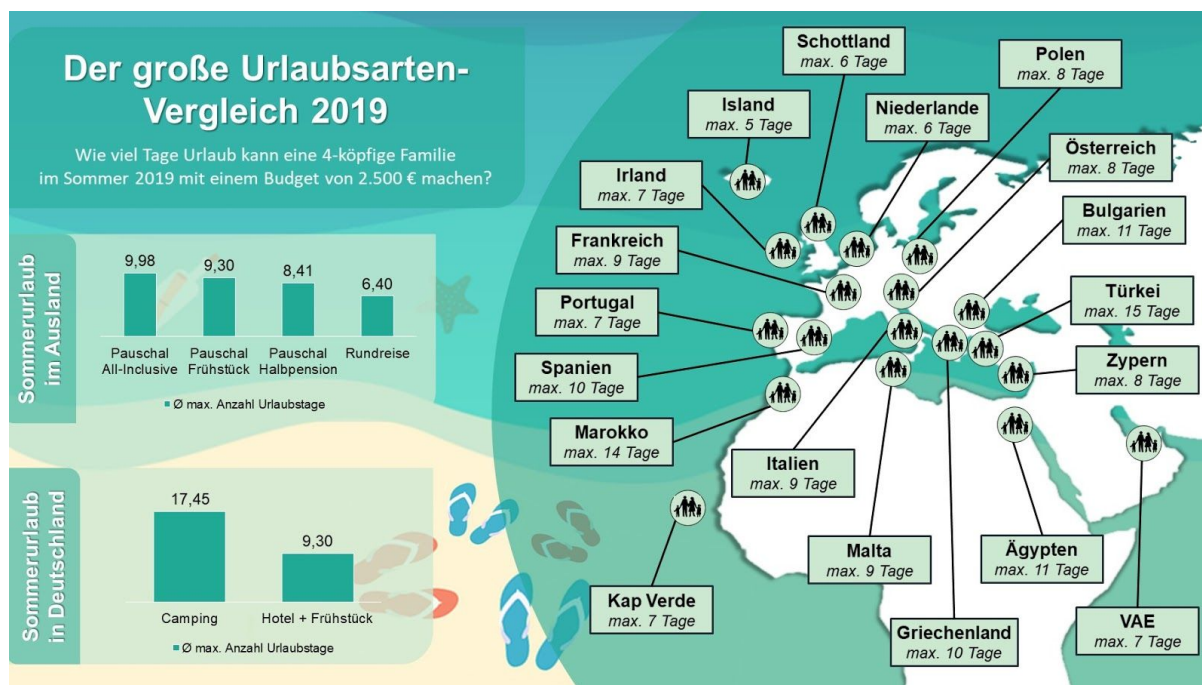 Der große Urlaubsarten-
Vergleich 2019
Wie viel Tage Urlaub kann eine 4-köpfige Familie
im Sommer 2019 mit einem Budget von 2.500 € machen?
Sommerurlaub
im Ausland
9,98
9,30
8,41
6,40
Pauschal
All-Inclusive
Pauschal
Frühstück
Pauschal
Halbpension
Rundreise
Ø max. Anzahl Urlaubstage
Sommerurlaub
in Deutschland
17,45
9,30
Camping
Hotel + Frühstück
Ø max. Anzahl Urlaubstage
Schottland
max. 6 Tage
Polen
max. 8 Tage
Island
max. 5 Tage
Niederlande
max. 6 Tage
Österreich
max. 8 Tage
Irland
max. 7 Tage
Bulgarien
max. 11 Tage
Frankreich
max. 9 Tage
Türkei
max. 15 Tage
Portugal
max. 7 Tage
Spanien
max. 10 Tage
Zypern
max. 8 Tage
Marokko
max. 14 Tage
Italien
max. 9 Tage
Malta
max. 9 Tage
Ägypten
max. 11 Tage
Kap Verde
max. 7 Tage
Griechenland
max. 10 Tage
VAE
max. 7 Tage